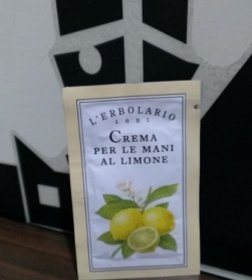 L'ERBOLARIO
LODI
CREMA
PER LE MANI
AL LIMONE